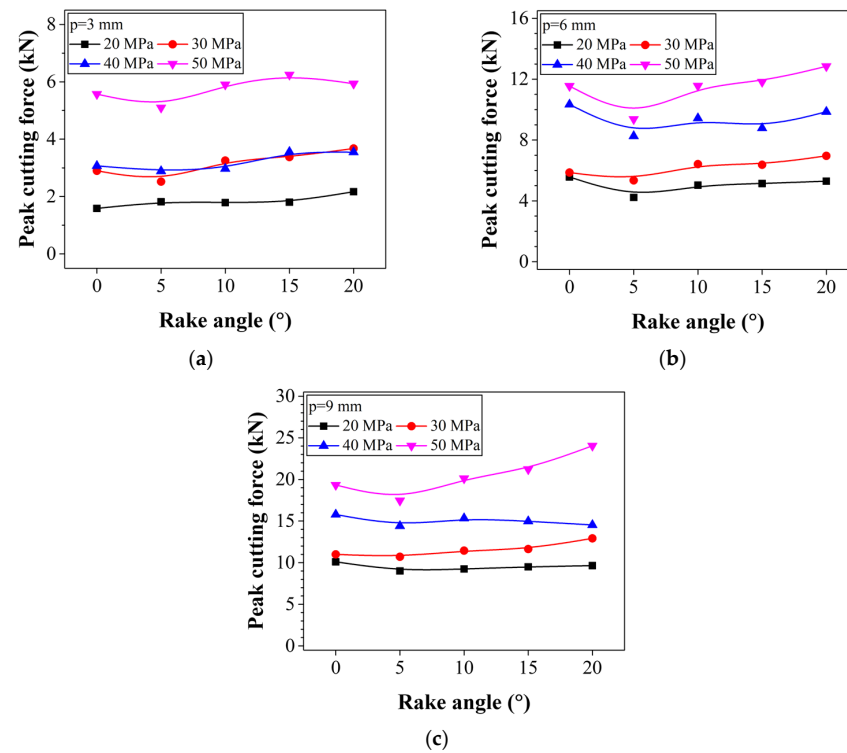 p=3 mm
20 MPa 30 MPa
40 MPa 50 MPa
Peak cutting force (kN)
8
6
4
2
0
0 5 10 15 20
Rake angle (°)
(a)
p=6 mm
20 MPa 30 MPa
40 MPa 50 MPa
Peak cutting force (kN)
16
12
8
4
0
0 5 10 15 20
Rake angle (°)
(b)
p=9 mm
20 MPa 30 MPa
40 MPa 50 MPa
Peak cutting force (kN)
30
25
20
15
10
5
0
0 5 10 15 20
Rake angle (°)
(c)